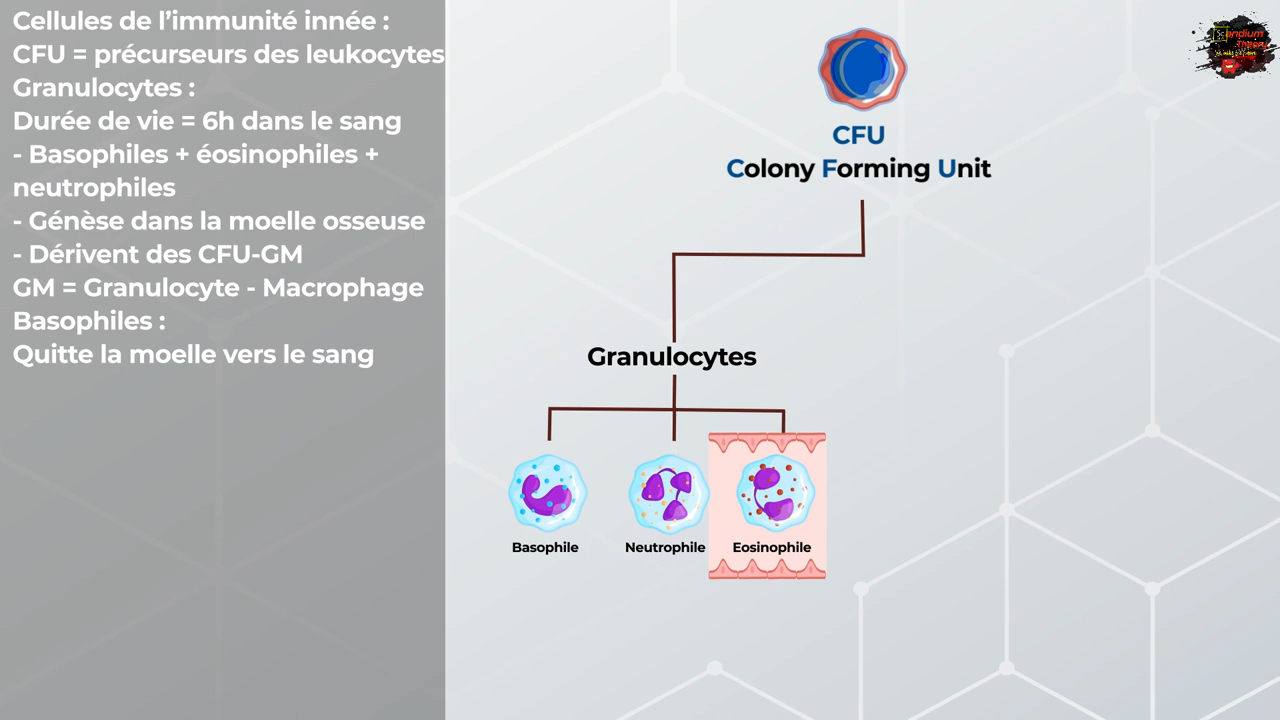 Cellules de l’immunité innée :
CFU = précurseurs des leukocytes
Granulocytes :
Durée de vie = 6h dans le sang
- Basophiles + éosinophiles +
neutrophiles
- Génèse dans la moelle osseuse
- Dérivent des CFU-GM
GM = Granulocyte - Macrophage
Basophiles :
Quitte la moelle vers le sang
CFU
Colony Forming Unit
Granulocytes
Basophile
Neutrophile
Eosinophile